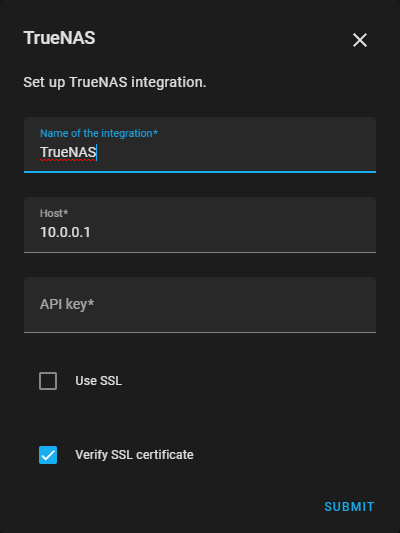 TrueNAS
Set up TrueNAS integration.
Name of the integration*
TrueNAS
Host*
10.0.0.1
API key*
Use SSL
Verify SSL certificate
SUBMIT